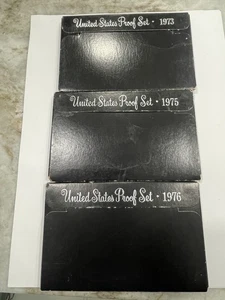 United States Proof Set • 1973
United States Proof Set • 1975
United States Proof Set • 1976